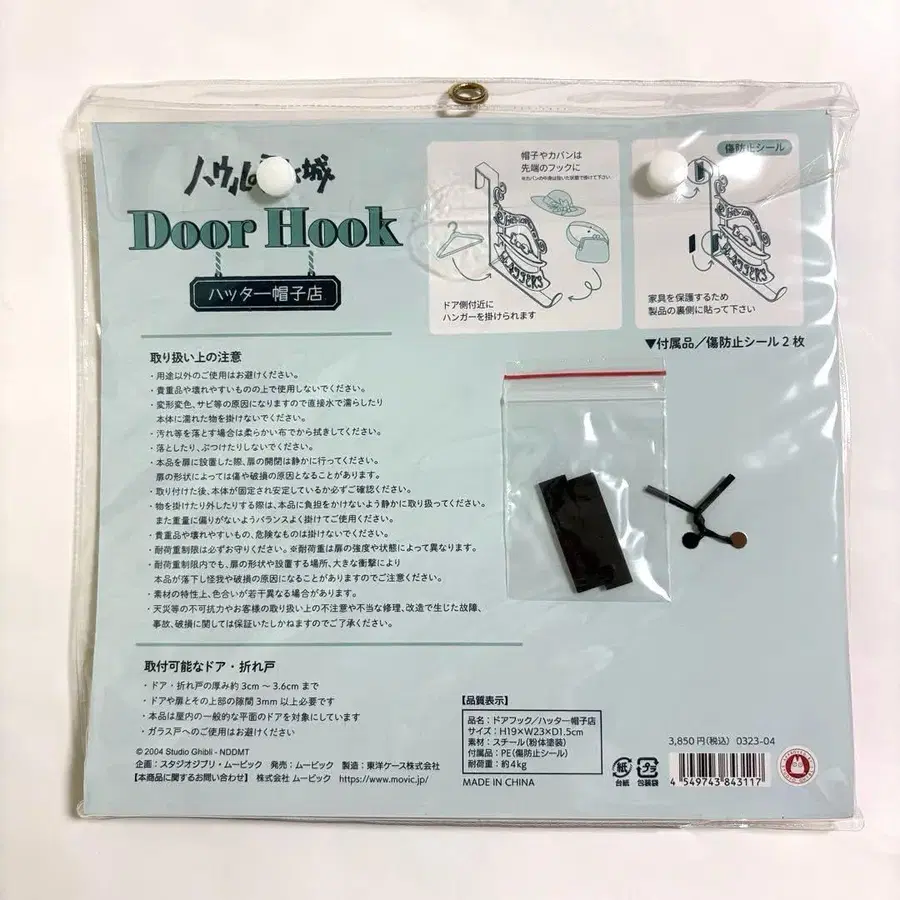 ハウル 城
Door Hook
ハッター帽子店
帽子やカバンは
先端のフックに
※カバンの中身は抜いた状態で掛けて下さい
ドア側付近に
ハンガーを掛けられます
傷防止シール
家具を保護するため
製品の裏側に貼って下さい
▼付属品/傷防止シール2枚
取り扱い上の注意
・用途以外のご使用はお避けください。
・貴重品や壊れやすいものの上で使用しないでください。
・変形変色、サビ等の原因になりますので直接水で濡らしたり
本体に濡れた物を掛けないでください。
・汚れ等を落とす場合は柔らかい布でから拭きしてください。
・落としたり、ぶつけたりしないでください。
・本品を扉に設置した際、扉の開閉は静かに行ってください。
扉の形状によっては傷や破損の原因となることがあります。
・取り付けた後、本体が固定され安定しているか必ずご確認ください。
・物を掛けたり外したりする際は、本品に負担をかけないよう静かに取り扱ってください。
また重量に偏りがないようバランスよく掛けてご使用ください。
・貴重品や壊れやすいもの、危険なものは掛けないでください。
・耐荷重制限は必ずお守りください。※耐荷重は扉の強度や状態によって異なります。
・耐荷重制限内でも、扉の形状や設置する場所、大きな衝撃により
本品が落下し怪我や破損の原因になることがありますのでご注意ください。
・素材の特性上、色合いが若干異なる場合があります。
・天災等の不可抗力やお客様の取り扱い上の不注意や不当な修理、改造で生じた故障、
事故、破損に関しては保証いたしかねますのでご了承ください。
取付可能なドア・折れ戸
・ドア・折れ戸の厚み約3cm～3.6cmまで
・ドアや扉とその上部の隙間3mm以上必要です
・本品は屋内の一般的な平面のドアを対象にしています
・ガラス戸へのご使用はお避けください
© 2004 Studio Ghibli・NDDMT
企画：スタジオジブリ・ムービック 発売：ムービック 製造：東洋ケース株式会社
【本商品に関するお問い合わせ】 株式会社 ムービック https://www.movic.jp/
【品質表示】
品名：ドアフック/ハッター帽子店
サイズ：H19×W23×D1.5cm
素材：スチール(粉体塗装)
付属品：PE(傷防止シール)
耐荷重：約4kg
MADE IN CHINA
紙
台紙
プラ
包装袋
3,850円(税込) 0323-04
4 549743 843117